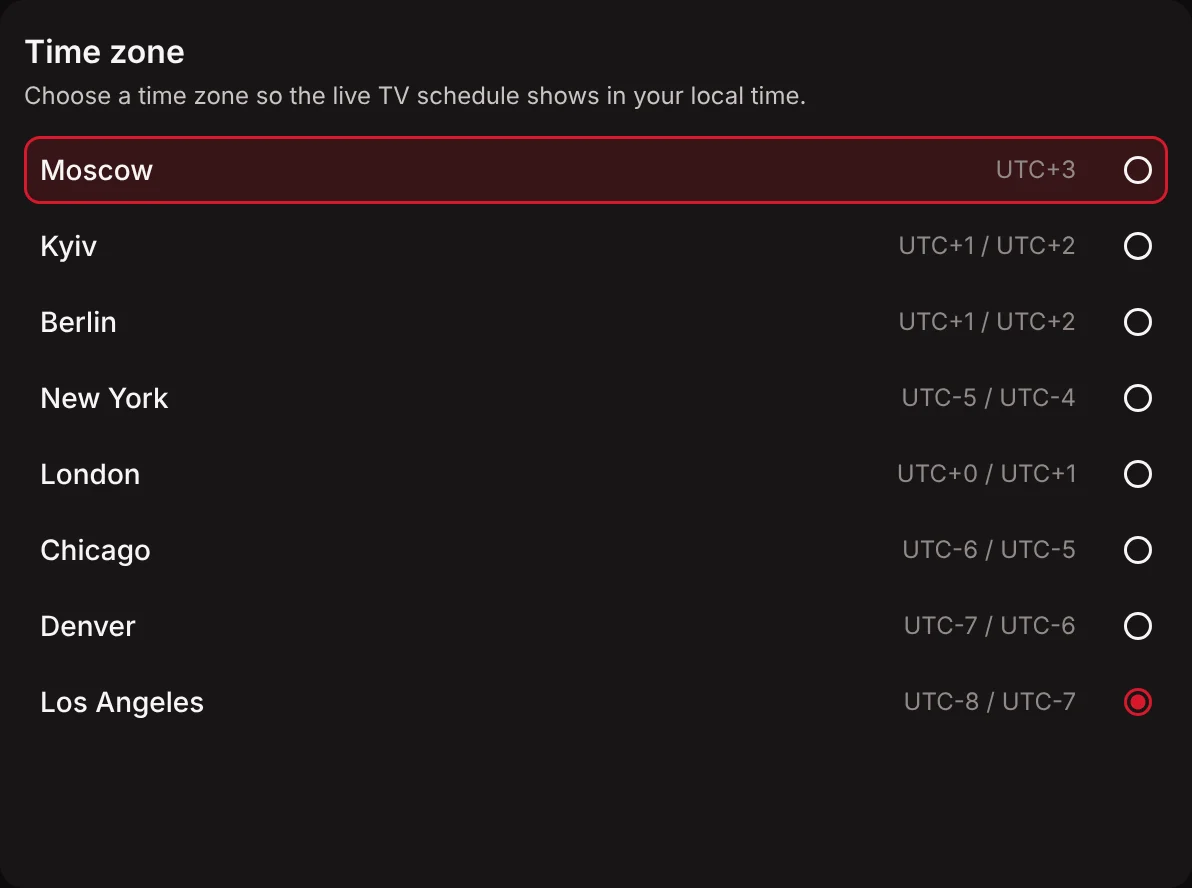 Time zone
Choose a time zone so the live TV schedule shows in your local time.
Moscow UTC+3
Kyiv UTC+1 / UTC+2
Berlin UTC+1 / UTC+2
New York UTC-5 / UTC-4
London UTC+0 / UTC+1
Chicago UTC-6 / UTC-5
Denver UTC-7 / UTC-6
Los Angeles UTC-8 / UTC-7